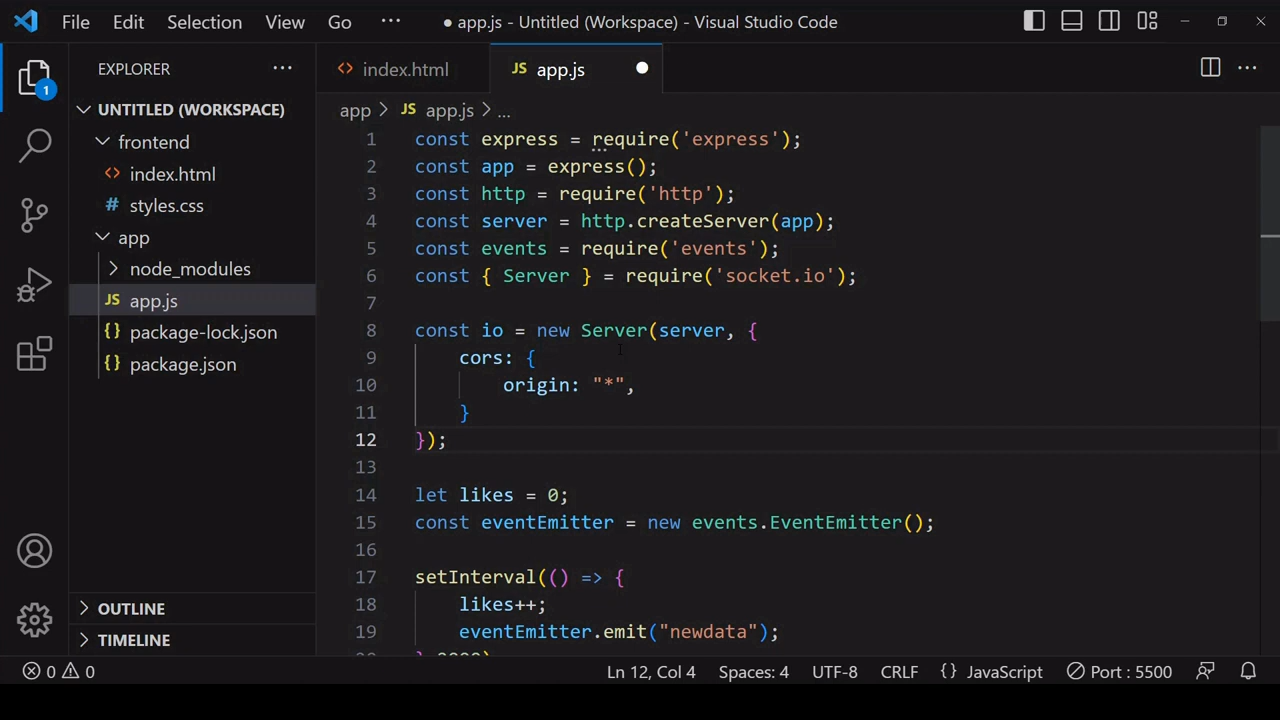 File Edit Selection View Go ··· ● app.js - Untitled (Workspace) - Visual Studio Code
EXPLORER ···
<> index.html
JS app.js ●
1
UNTITLED (WORKSPACE)
frontend
<> index.html
# styles.css
app
node_modules
JS app.js
{} package-lock.json
{} package.json
OUTLINE
TIMELINE
app > JS app.js > ...
1 const express = require('express');
2 const app = express();
3 const http = require('http');
4 const server = http.createServer(app);
5 const events = require('events');
6 const { Server } = require('socket.io');
7
8 const io = new Server(server, {
9 cors: {
10 origin: "*",
11 }
12 });
13
14 let likes = 0;
15 const eventEmitter = new events.EventEmitter();
16
17 setInterval(() => {
18 likes++;
19 eventEmitter.emit("newdata");
0 0 Ln 12, Col 4 Spaces: 4 UTF-8 CRLF {} JavaScript Port : 5500